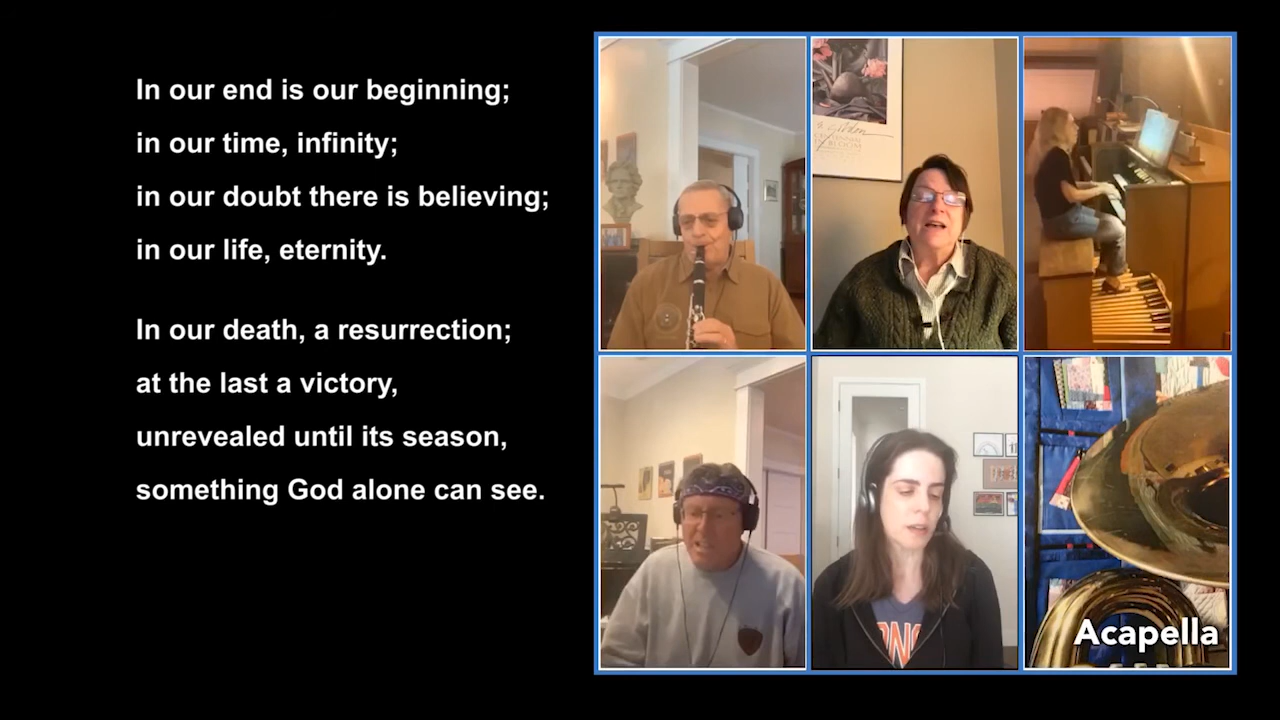 In our end is our beginning;
in our time, infinity;
in our doubt there is believing;
in our life, eternity.
In our death, a resurrection;
at the last a victory,
unrevealed until its season,
something God alone can see.
Acapella